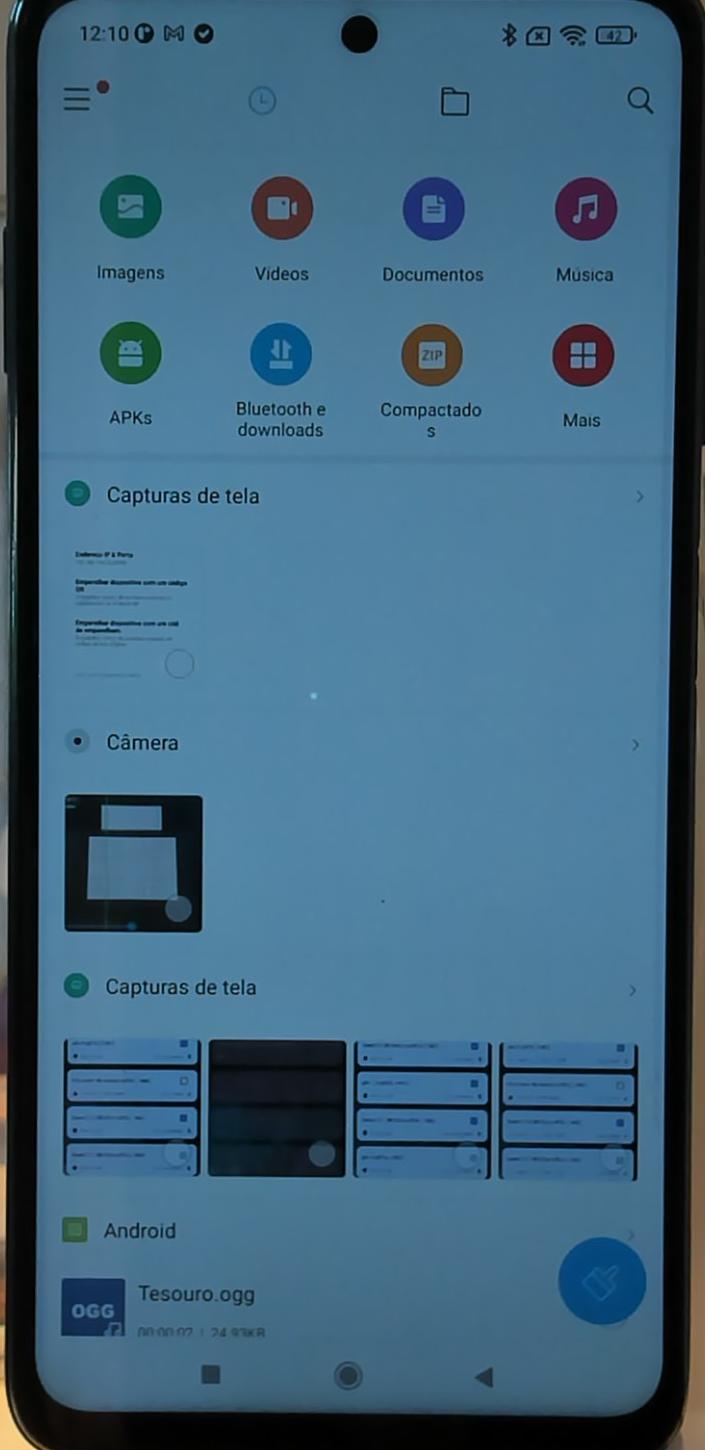 12:10
42
Imagens
Vídeos
Documentos
Música
ZIP
APKs
Bluetooth e
downloads
Compactado
s
Mais
Capturas de tela
Endereço IP & Porta
Emparelhar dispositivo com um código
QR
Emparelhar dispositivo com um cód
de emparelham.
Câmera
Capturas de tela
Android
OGG
Tesouro.ogg
00:00:02 | 24,93KB